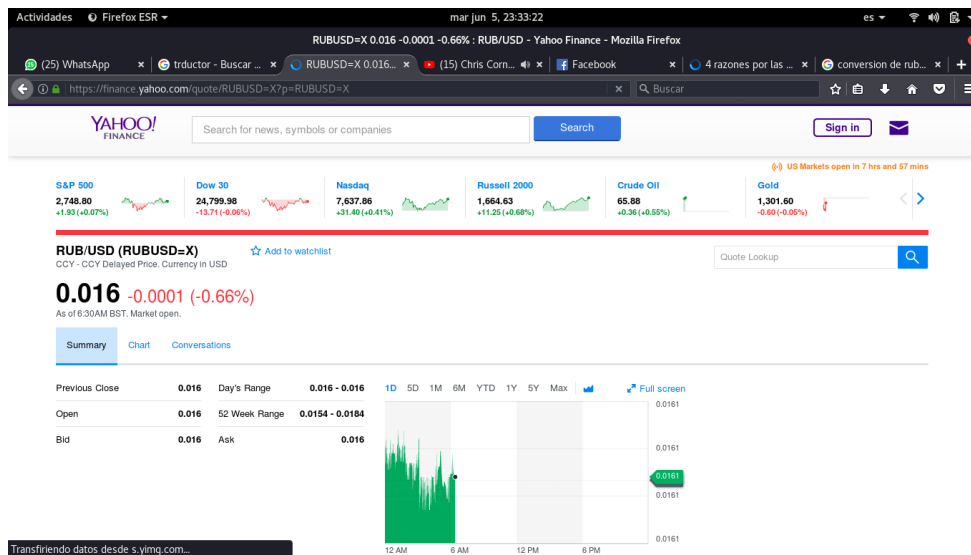 Actividades Firefox ESR mar jun 5, 23:33:22 es
RUBUSD=X 0.016 -0.0001 -0.66% : RUB/USD - Yahoo Finance - Mozilla Firefox
(25) WhatsApp × trductor - Buscar ... × RUBUSD=X 0.016... × (15) Chris Corn... × Facebook × 4 razones por las ... × conversion de rub... × +
https://finance.yahoo.com/quote/RUBUSD=X?p=RUBUSD=X × Buscar
YAHOO!
FINANCE
Search for news, symbols or companies Search Sign in
US Markets open in 7 hrs and 57 mins
S&P 500 Dow 30 Nasdaq Russell 2000 Crude Oil Gold
2,748.80 24,799.98 7,637.86 1,664.63 65.88 1,301.60
+1.93 (+0.07%) -13.71 (-0.06%) +31.40 (+0.41%) +11.25 (+0.68%) +0.36 (+0.55%) -0.60 (-0.05%)
RUB/USD (RUBUSD=X) Add to watchlist
CCY - CCY Delayed Price. Currency in USD
Quote Lookup
0.016 -0.0001 (-0.66%)
As of 6:30AM BST. Market open.
Summary Chart Conversations
Previous Close 0.016 Day's Range 0.016 - 0.016
Open 0.016 52 Week Range 0.0154 - 0.0184
Bid 0.016 Ask 0.016
1D 5D 1M 6M YTD 1Y 5Y Max Full screen
0.0161
0.0161
0.0161
0.0161
0.0161
12 AM 6 AM 12 PM 6 PM
Transfiriendo datos desde s.yimg.com...